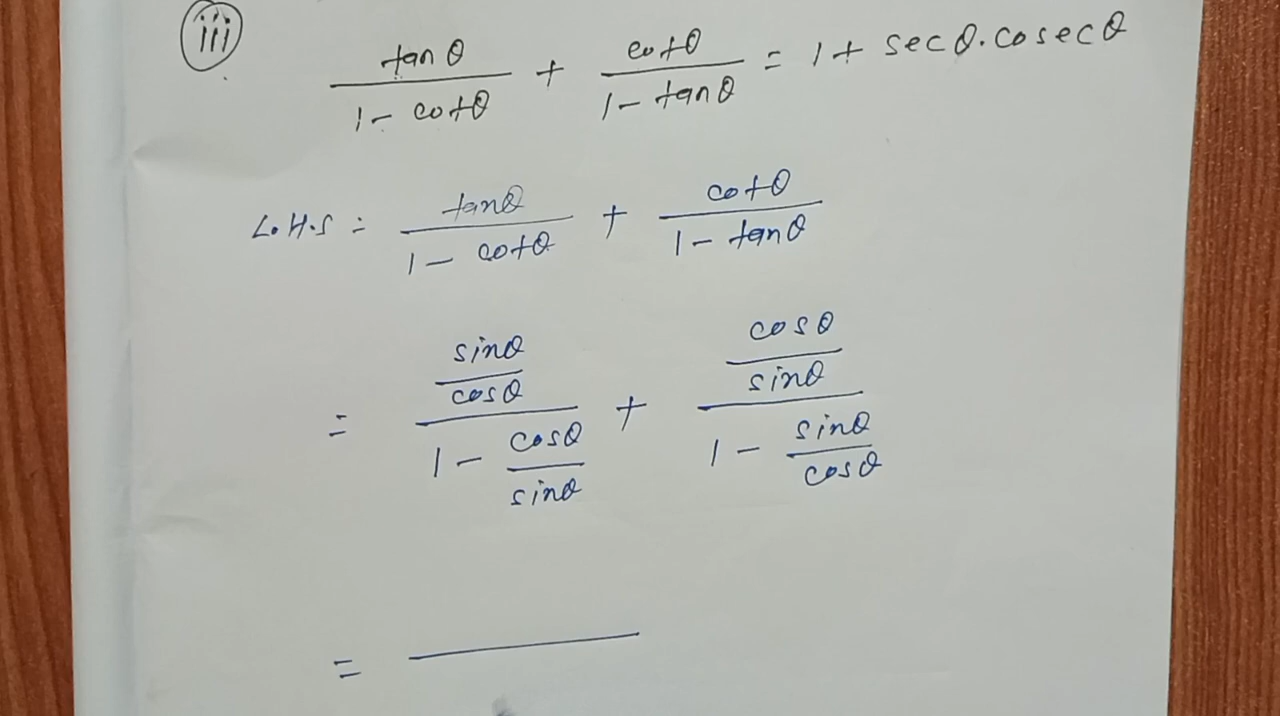 iii
tanθ / 1 - cotθ + cotθ / 1 - tanθ = 1 + secθ.cosecθ
L.H.S = tanθ / 1 - cotθ + cotθ / 1 - tanθ
= sinθ/cosθ / 1 - cosθ/sinθ + cosθ/sinθ / 1 - sinθ/cosθ
=